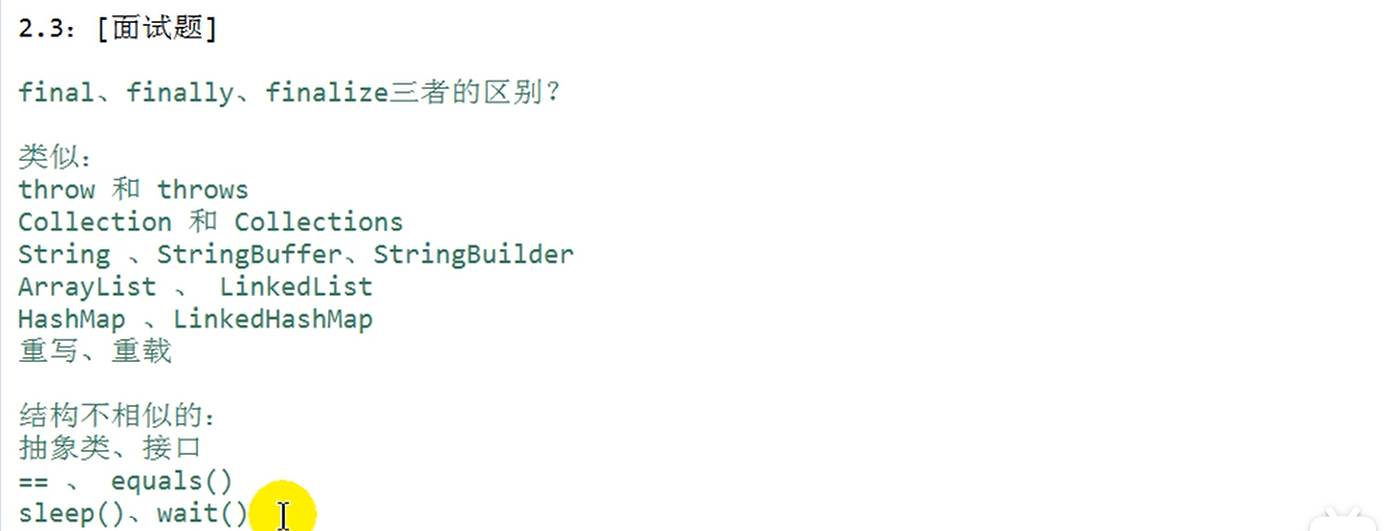 2.3: [面试题]
final、finally、finalize三者的区别?
类似:
throw 和 throws
Collection 和 Collections
String 、StringBuffer、StringBuilder
ArrayList 、 LinkedList
HashMap 、LinkedHashMap
重写、重载
结构不相似的:
抽象类、接口
== 、 equals()
sleep()、wait()